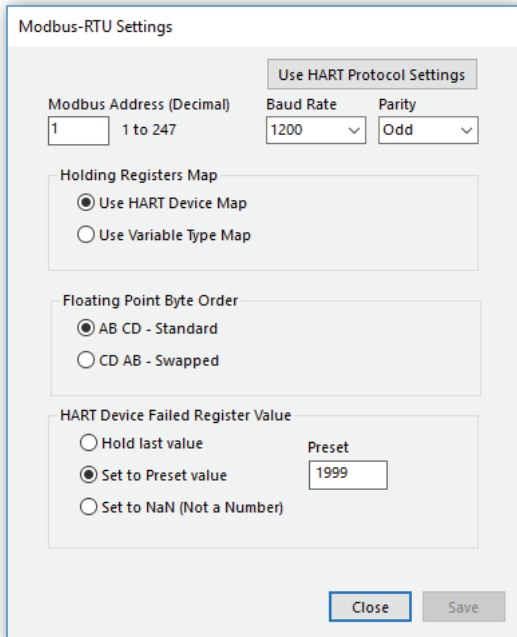 Modbus-RTU Settings
Use HART Protocol Settings
Modbus Address (Decimal) Baud Rate Parity
1 1 to 247 1200 Odd
Holding Registers Map
Use HART Device Map
Use Variable Type Map
Floating Point Byte Order
AB CD - Standard
CD AB - Swapped
HART Device Failed Register Value
Hold last value Preset
Set to Preset value 1999
Set to NaN (Not a Number)
Close Save